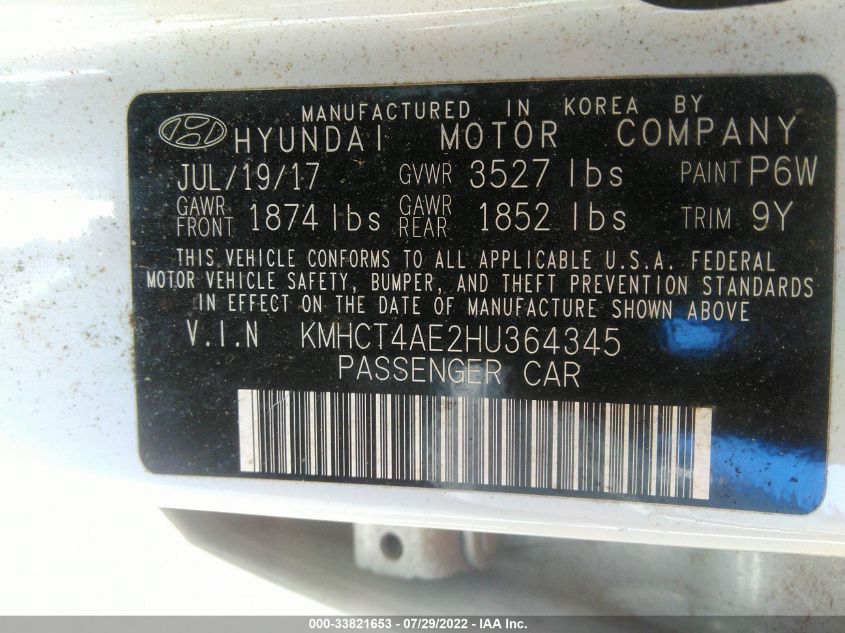 MANUFACTURED IN KOREA BY
HYUNDAI MOTOR COMPANY
JUL/19/17 GVWR 3527 lbs PAINT P6W
GAWR FRONT 1874 lbs GAWR REAR 1852 lbs TRIM 9Y
THIS VEHICLE CONFORMS TO ALL APPLICABLE U.S.A. FEDERAL
MOTOR VEHICLE SAFETY, BUMPER, AND THEFT PREVENTION STANDARDS
IN EFFECT ON THE DATE OF MANUFACTURE SHOWN ABOVE
V.I.N KMHCT4AE2HU364345
PASSENGER CAR
000-33821653 - 07/29/2022 - IAA Inc.